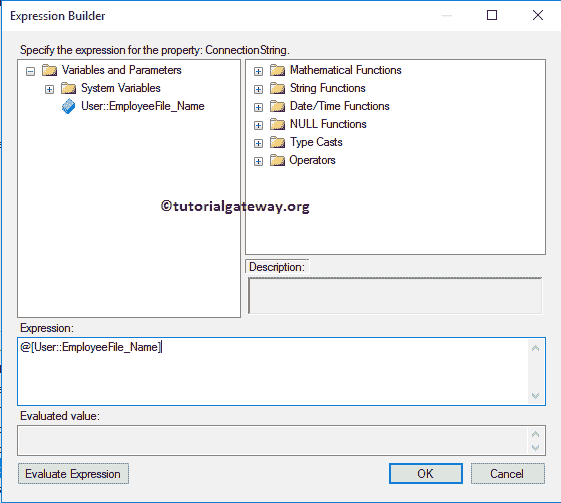 Expression Builder
Specify the expression for the property: ConnectionString.
Variables and Parameters
System Variables
User::EmployeeFile_Name
Mathematical Functions
String Functions
Date/Time Functions
NULL Functions
Type Casts
Operators
©tutorialgateway.org
Description:
Expression:
@[User::EmployeeFile_Name]
Evaluated value:
Evaluate Expression
OK
Cancel